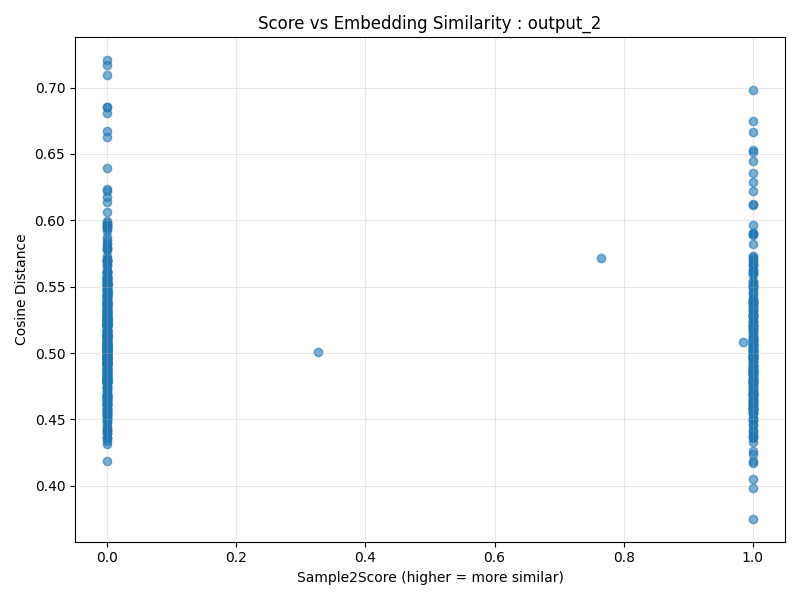 Score vs Embedding Similarity : output_2
Cosine Distance
0.70
0.65
0.60
0.55
0.50
0.45
0.40
0.0 0.2 0.4 0.6 0.8 1.0
Sample2Score (higher = more similar)